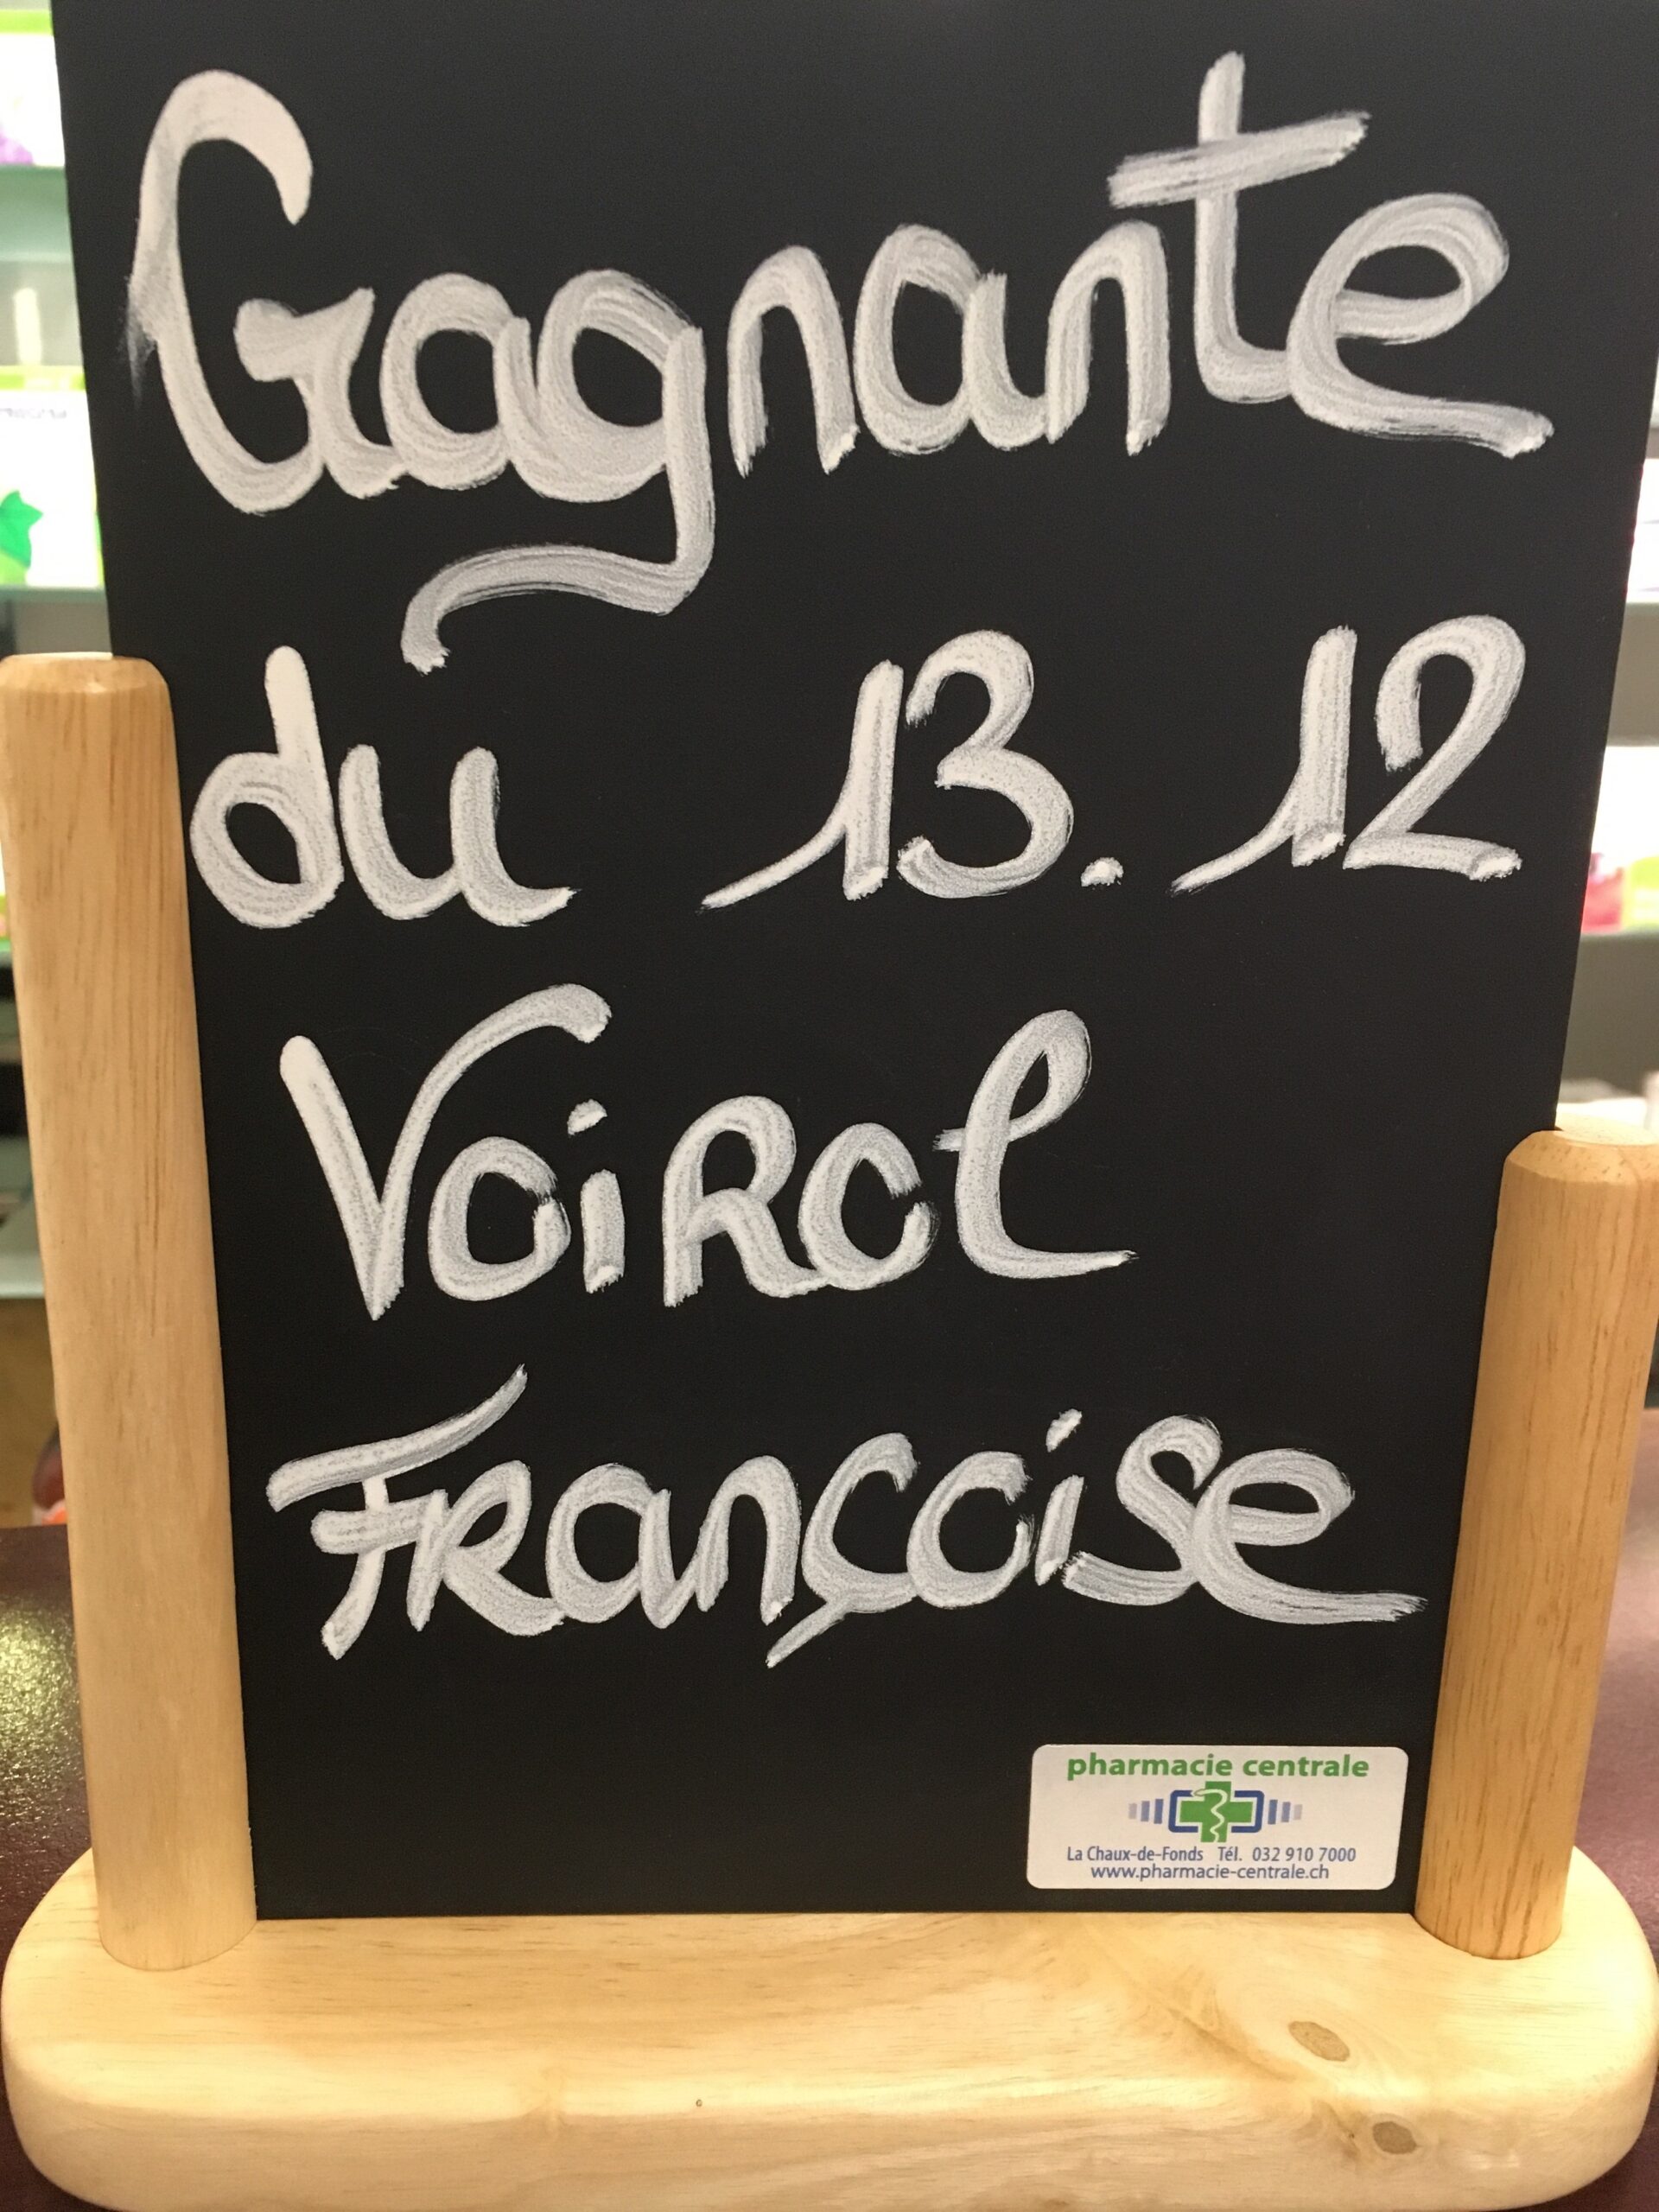 Gagnante
du 13.12
Voirol
Françoise
pharmacie centrale
La Chaux-de-Fonds Tél. 032 910 7000
www.pharmacie-centrale.ch